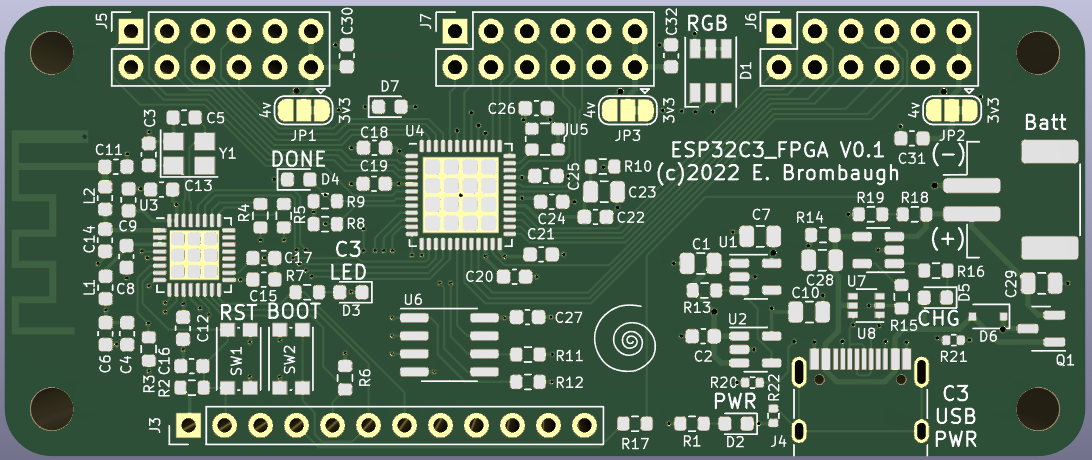 J5
C30
J7
C32
RGB
D1
J6
4v
3V3
JP1
D7
4v
3V3
JP3
4v
3V3
JP2
C3
C5
Y1
C13
C11
L2
U3
C9
C14
C8
L1
C18
C19
U4
C26
U5
R10
C25
C23
C24
C22
C21
C20
ESP32C3_FPGA V0.1
(c)2022 E. Brombaugh
C31
Batt
(-)
(+)
DONE
D4
R4
R5
R9
R8
C17
R7
C15
C3
LED
D3
RST
BOOT
SW1
SW2
C12
C6
C4
R3
C16
R2
R6
U6
C27
R11
R12
C7
C1
U1
R13
U2
C2
R14
C28
C10
R19
R18
R16
U7
U8
R15
D5
CHG
D6
C29
Q1
R21
R20
PWR
R22
D2
J4
R1
R17
J3
C3
USB
PWR